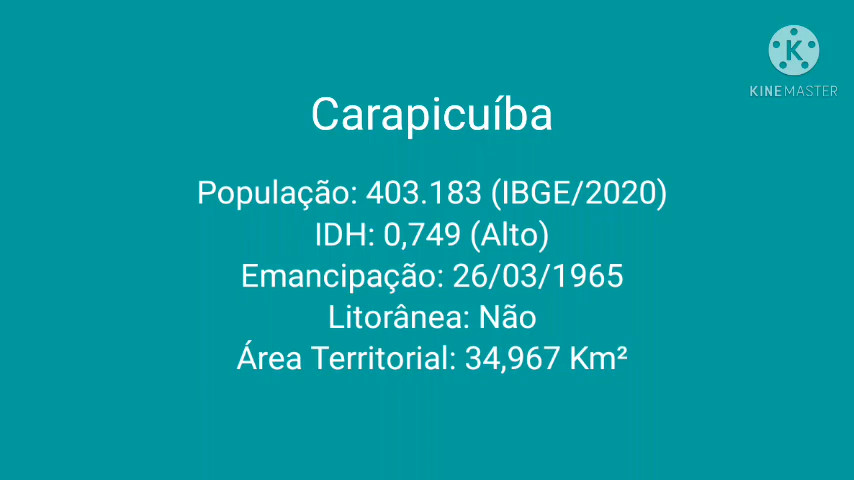 K
KINEMASTER
Carapicuíba
População: 403.183 (IBGE/2020)
IDH: 0,749 (Alto)
Emancipação: 26/03/1965
Litorânea: Não
Área Territorial: 34,967 Km²